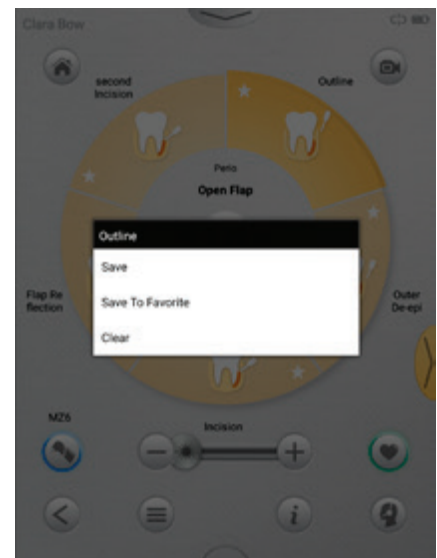 Clara Bow
second
Incision
Outline
Perio
Open Flap
Outline
Save
Save To Favorite
Clear
Flap Re
flection
Outer
De-epi
MZ6
Incision